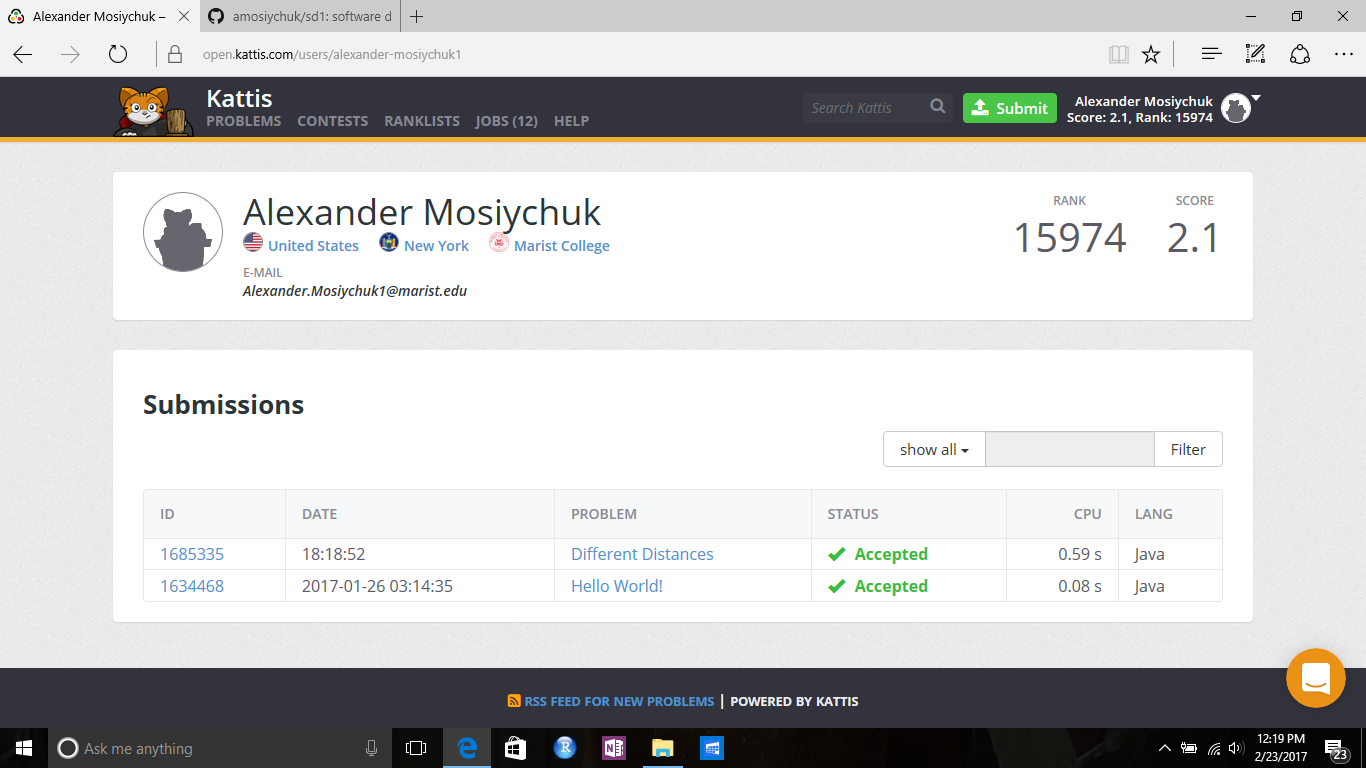 Alexander Mosiychuk –
amosiychuk/sd1: software d
open.kattis.com/users/alexander-mosiychuk1
Kattis
PROBLEMS CONTESTS RANKLISTS JOBS (12) HELP
Search Kattis
Submit
Alexander Mosiychuk
Score: 2.1, Rank: 15974
Alexander Mosiychuk
United States New York Marist College
E-MAIL
Alexander.Mosiychuk1@marist.edu
RANK SCORE
15974 2.1
Submissions
show all Filter
ID DATE PROBLEM STATUS CPU LANG
1685335 18:18:52 Different Distances Accepted 0.59 s Java
1634468 2017-01-26 03:14:35 Hello World! Accepted 0.08 s Java
RSS FEED FOR NEW PROBLEMS | POWERED BY KATTIS
Ask me anything
12:19 PM
2/23/2017
23